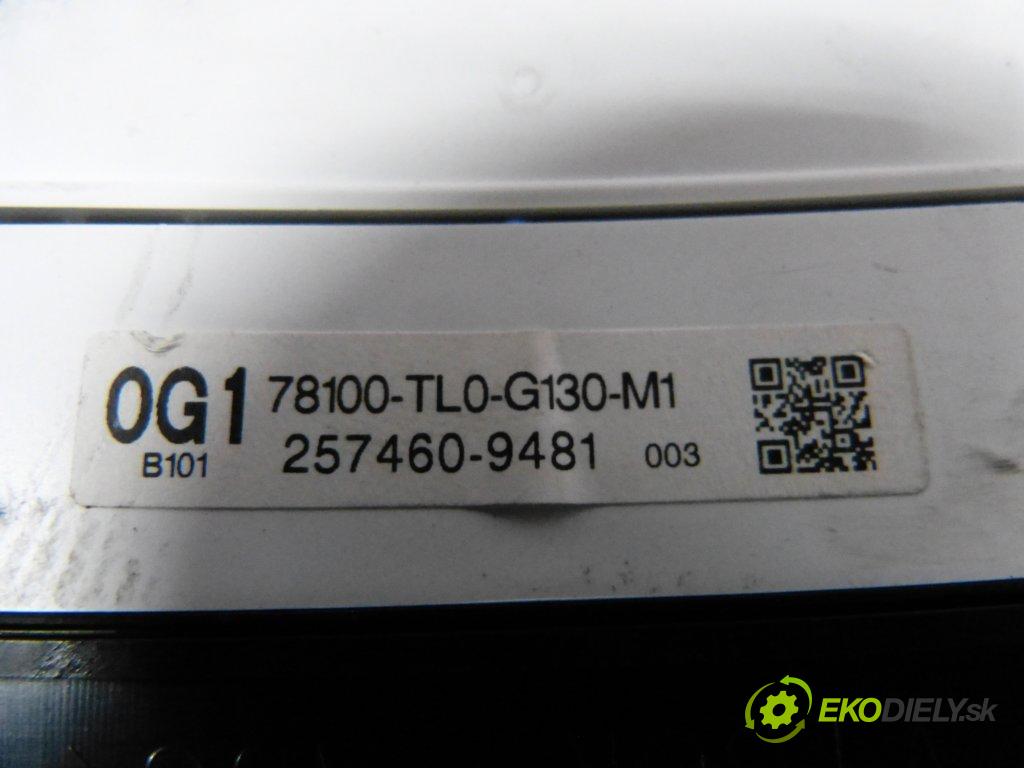 0G1 78100-TL0-G130-M1
B101 257460-9481 003
EKODIELY.sk